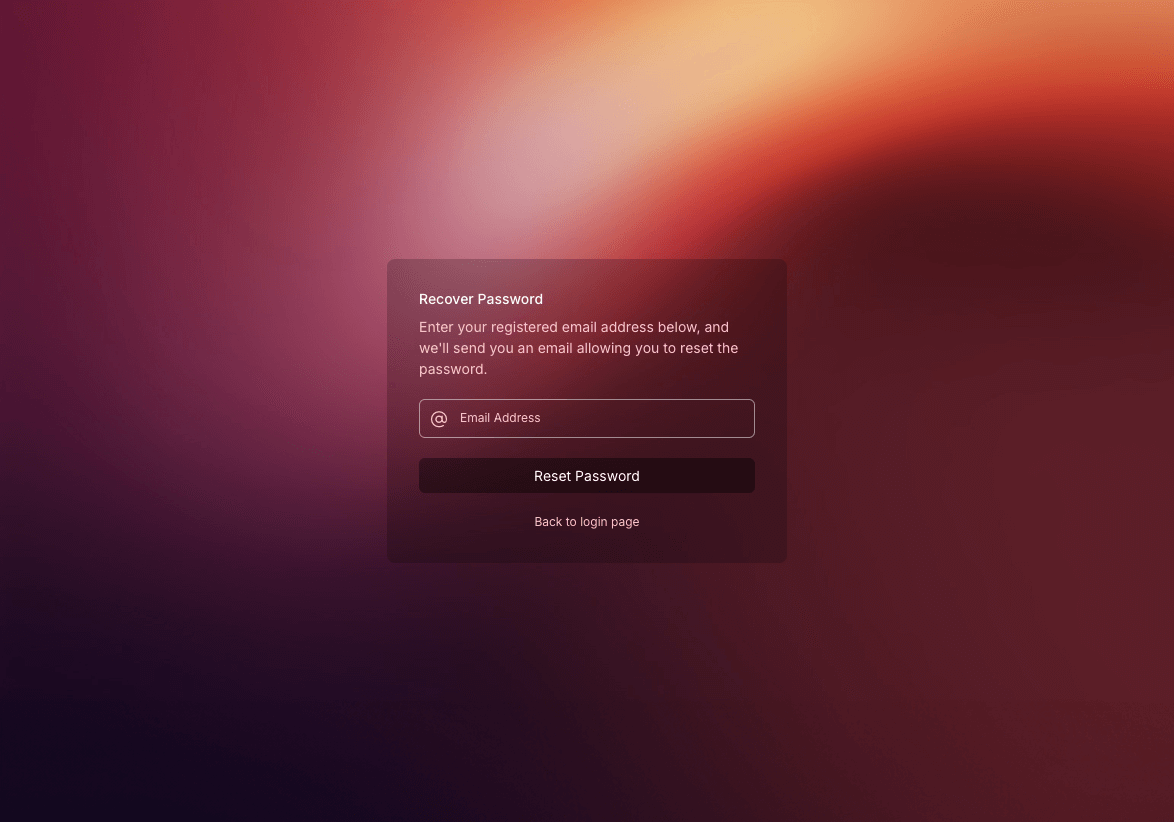 Recover Password
Enter your registered email address below, and
we'll send you an email allowing you to reset the
password.
Email Address
Reset Password
Back to login page